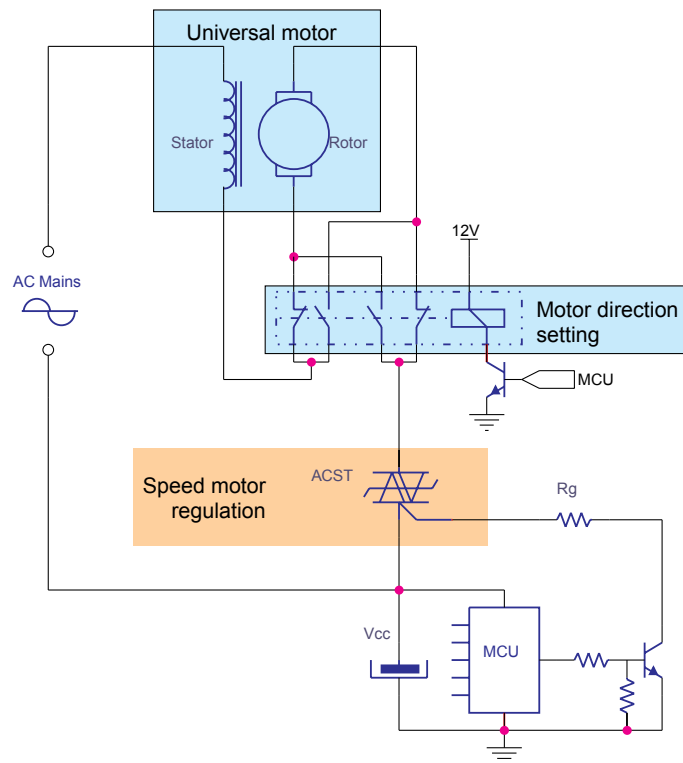 Universal motor
Stator
Rotor
12V
AC Mains
Motor direction
setting
MCU
ACST
Speed motor
regulation
Rg
Vcc
MCU